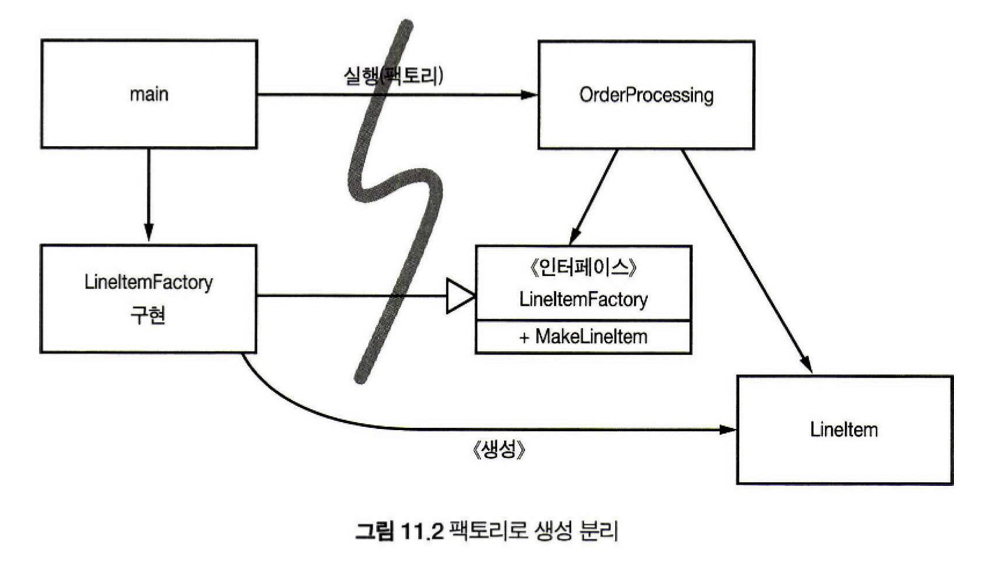 main
실행(팩토리)
OrderProcessing
LineItemFactory
구현
《인터페이스》
LineItemFactory
+ MakeLineItem
LineItem
《생성》
그림 11.2 팩토리로 생성 분리